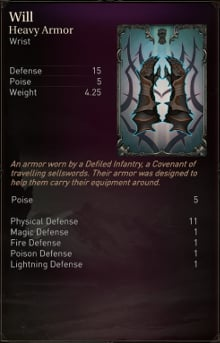 Will
Heavy Armor
Wrist
Defense 15
Poise 5
Weight 4.25
An armor worn by a Defiled Infantry, a Covenant of
travelling sellswords. Their armor was designed to
help them carry their equipment around.
Poise 5
Physical Defense 11
Magic Defense 1
Fire Defense 1
Poison Defense 1
Lightning Defense 1